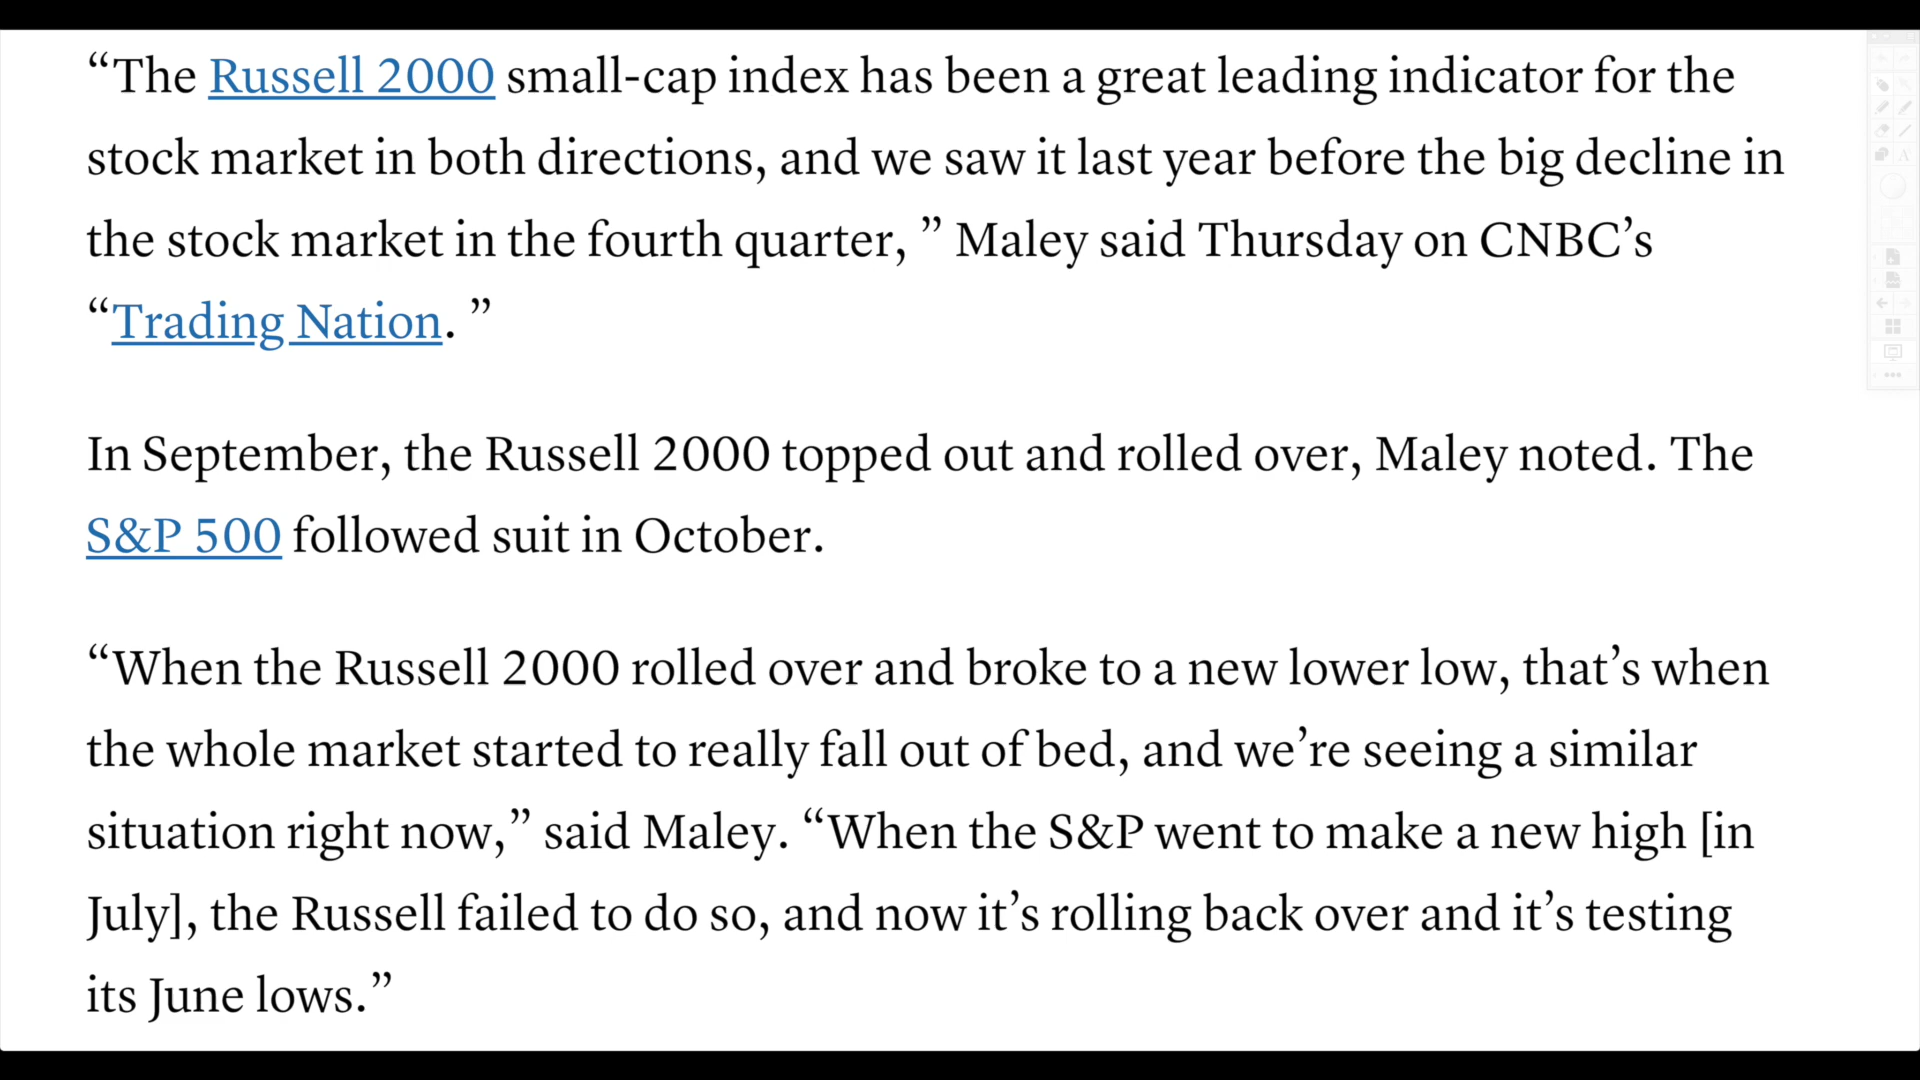 “The Russell 2000 small-cap index has been a great leading indicator for the
stock market in both directions, and we saw it last year before the big decline in
the stock market in the fourth quarter, ” Maley said Thursday on CNBC’s
“Trading Nation. ”
In September, the Russell 2000 topped out and rolled over, Maley noted. The
S&P 500 followed suit in October.
“When the Russell 2000 rolled over and broke to a new lower low, that’s when
the whole market started to really fall out of bed, and we’re seeing a similar
situation right now,” said Maley. “When the S&P went to make a new high [in
July], the Russell failed to do so, and now it’s rolling back over and it’s testing
its June lows.”